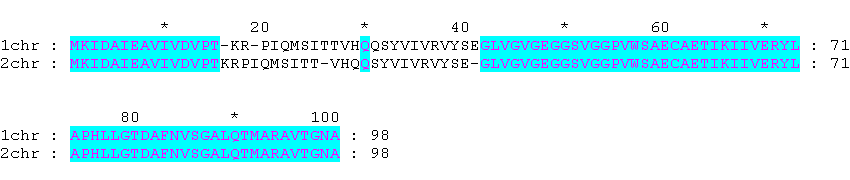 * 20 * 40 * 60 *
1chr : MKIDAIEAVIVDVPT-KR-PIQMSITTVHQQSYVIVRVYSEGLVGVGEGGSVGGPVWSAECAETIKIIVERYL : 71
2chr : MKIDAIEAVIVDVPTKRPIQMSITT-VHQQSYVIVRVYSE-GLVGVGEGGSVGGPVWSAECAETIKIIVERYL : 71
80 * 100
1chr : APHLLGTDAFNVSGALQTMARAVTGNA : 98
2chr : APHLLGTDAFNVSGALQTMARAVTGNA : 98